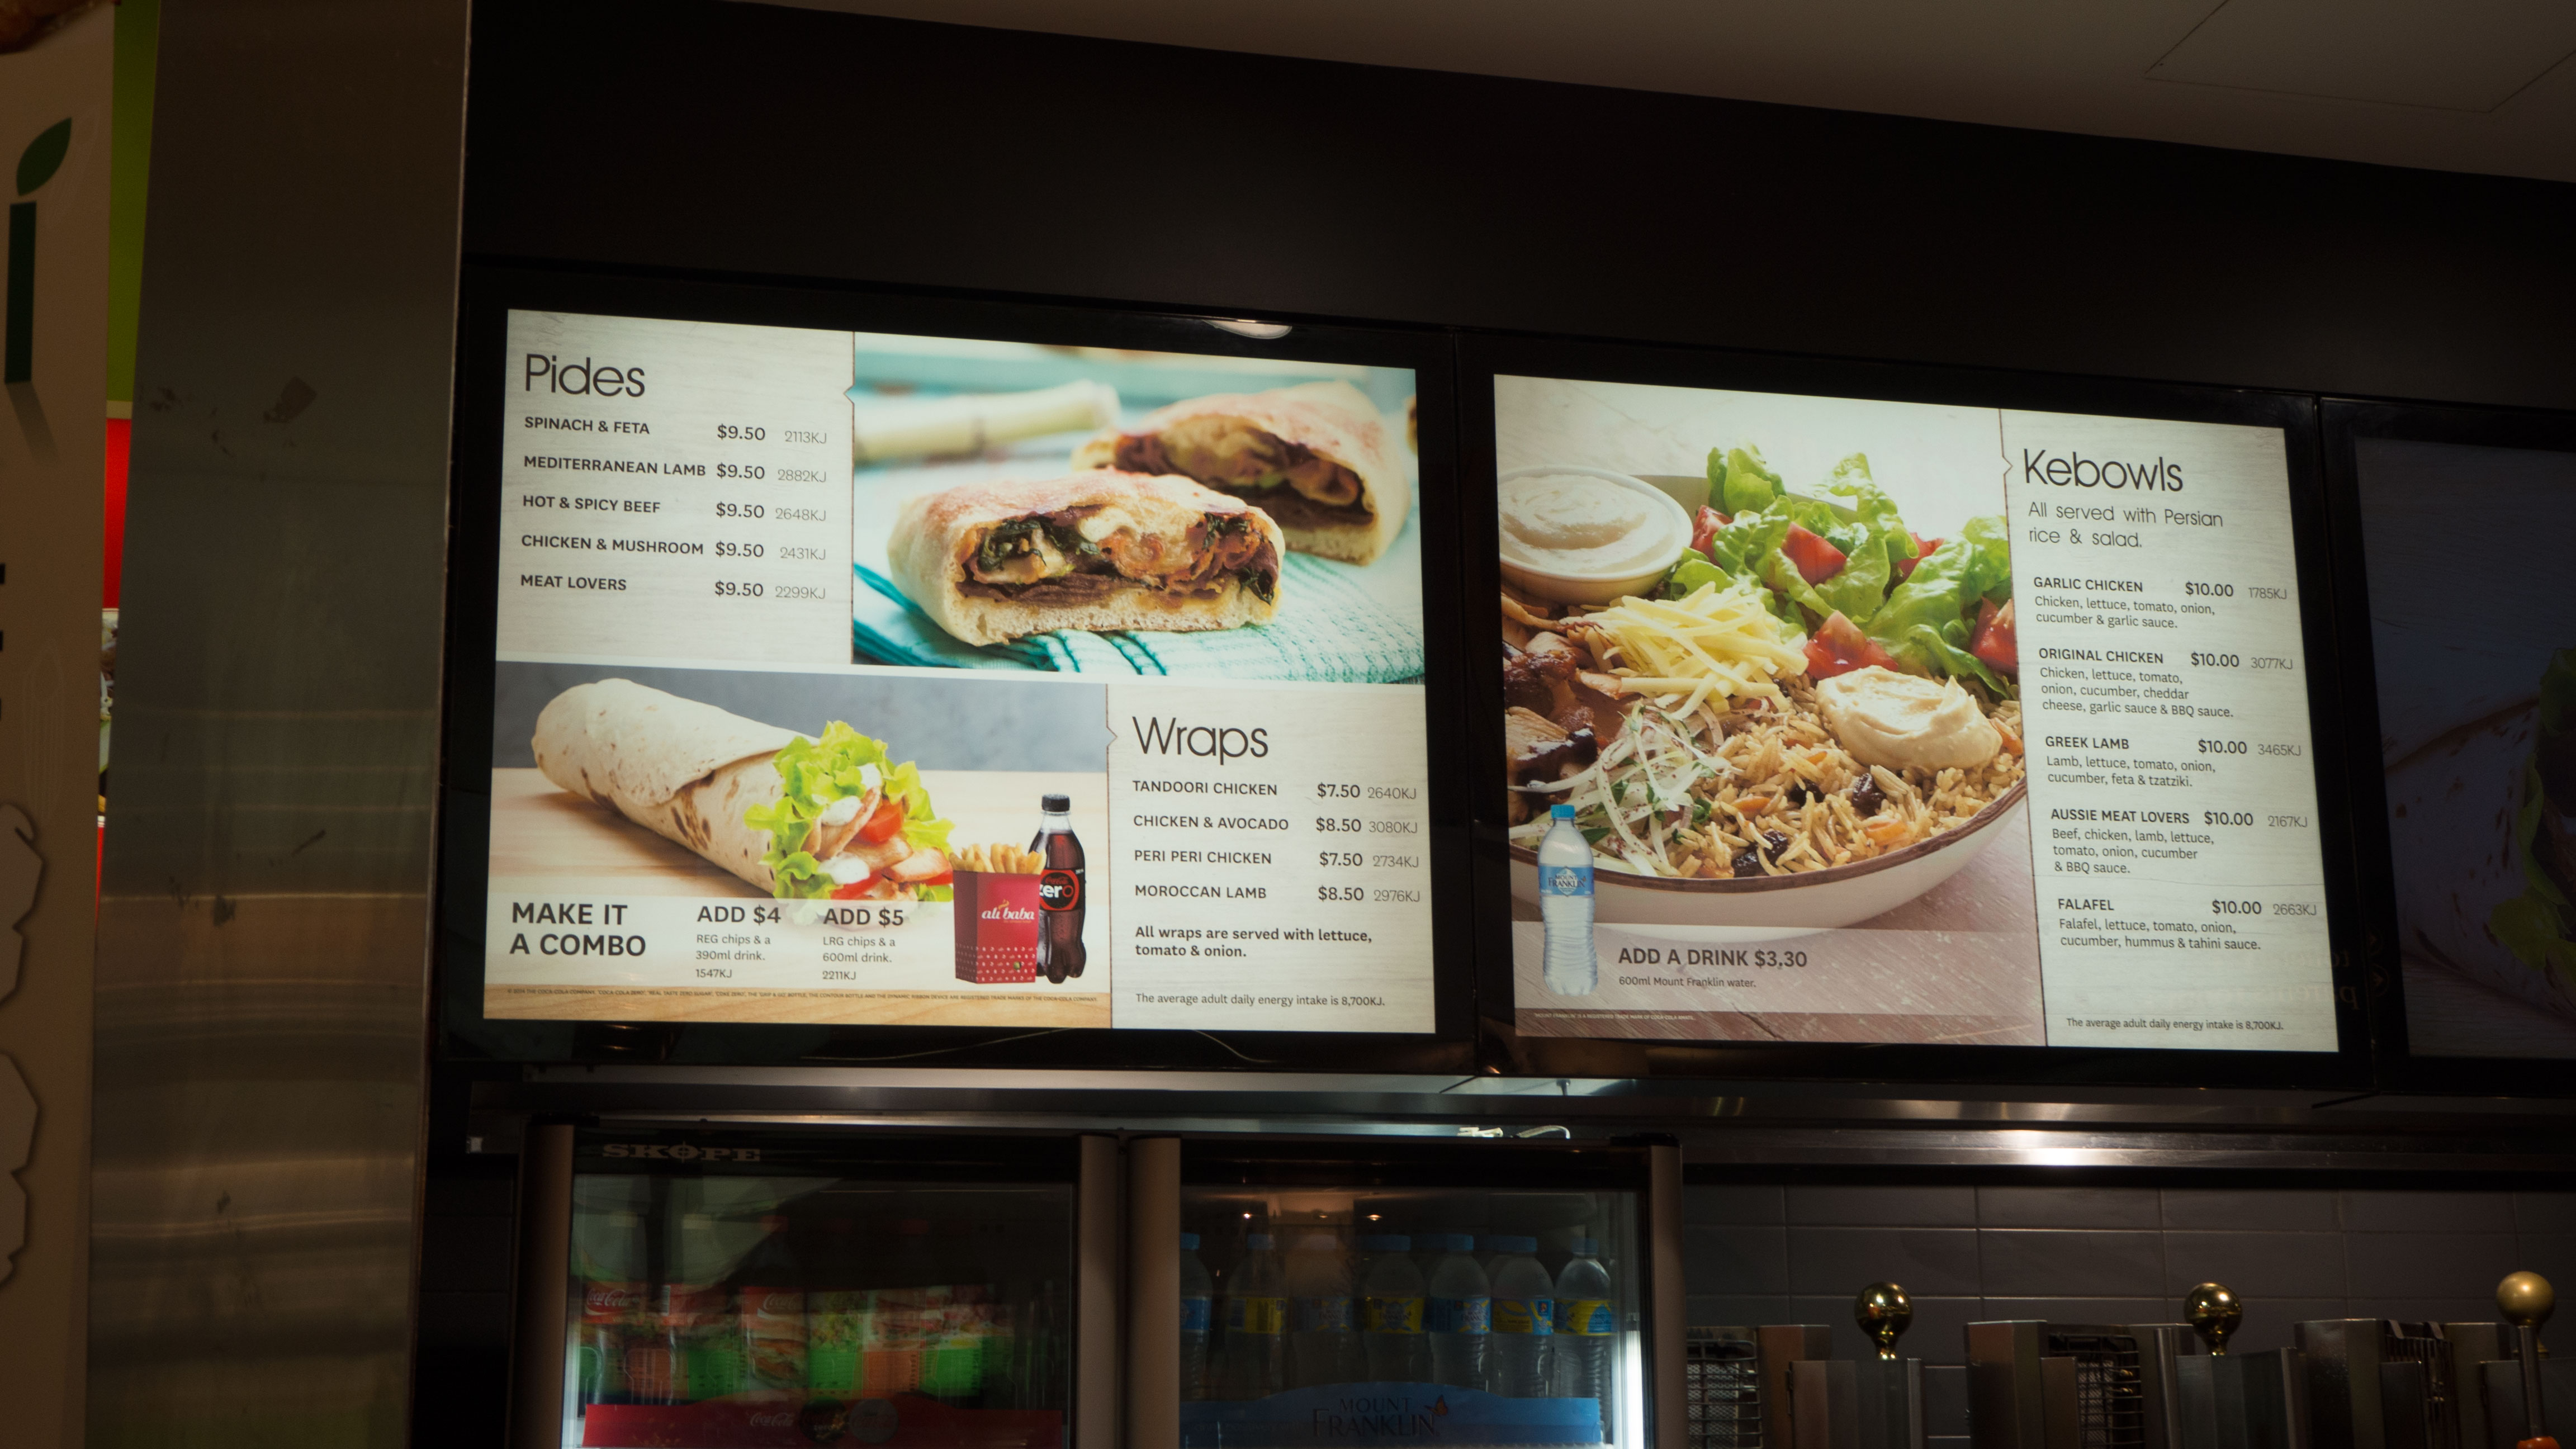 Pides
SPINACH & FETA $9.50 2113KJ
MEDITERRANEAN LAMB $9.50 2882KJ
HOT & SPICY BEEF $9.50 2648KJ
CHICKEN & MUSHROOM $9.50 2431KJ
MEAT LOVERS $9.50 2299KJ
MAKE IT
A COMBO
ADD $4
REG chips & a
390ml drink.
1547KJ
ADD $5
LRG chips & a
600ml drink.
2211KJ
ali baba
zero
Wraps
TANDOORI CHICKEN $7.50 2640KJ
CHICKEN & AVOCADO $8.50 3080KJ
PERI PERI CHICKEN $7.50 2734KJ
MOROCCAN LAMB $8.50 2976KJ
All wraps are served with lettuce,
tomato & onion.
The average adult daily energy intake is 8,700KJ.
MOUNT
FRANKLIN
ADD A DRINK $3.30
600ml Mount Franklin water.
Kebowls
All served with Persian
rice & salad.
GARLIC CHICKEN $10.00 1785KJ
Chicken, lettuce, tomato, onion,
cucumber & garlic sauce.
ORIGINAL CHICKEN $10.00 3077KJ
Chicken, lettuce, tomato,
onion, cucumber, cheddar
cheese, garlic sauce & BBQ sauce.
GREEK LAMB $10.00 3465KJ
Lamb, lettuce, tomato, onion,
cucumber, feta & tzatziki.
AUSSIE MEAT LOVERS $10.00 2167KJ
Beef, chicken, lamb, lettuce,
tomato, onion, cucumber
& BBQ sauce.
FALAFEL $10.00 2663KJ
Falafel, lettuce, tomato, onion,
cucumber, hummus & tahini sauce.
The average adult daily energy intake is 8,700KJ.
SKOPE
Coca-Cola
MOUNT
FRANKLIN